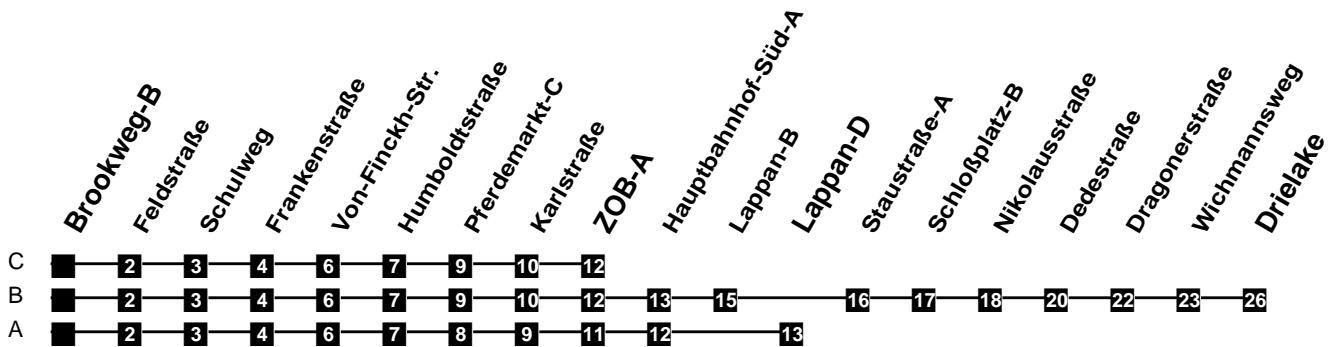 Brookweg-B
Feldstraße
Schulweg
Frankenstraße
Von-Finckh-Str.
Humboldtstraße
Pferdemarkt-C
Karlstraße
ZOB-A
Hauptbahnhof-Süd-A
Lappan-B
Lappan-D
Staustraße-A
Schloßplatz-B
Nikolausstraße
Dedestraße
Dragonerstraße
Wichmannsweg
Drielake
C 2 3 4 6 7 9 10 12
B 2 3 4 6 7 9 10 12 13 15 16 17 18 20 22 23 26
A 2 3 4 6 7 8 9 11 12 13